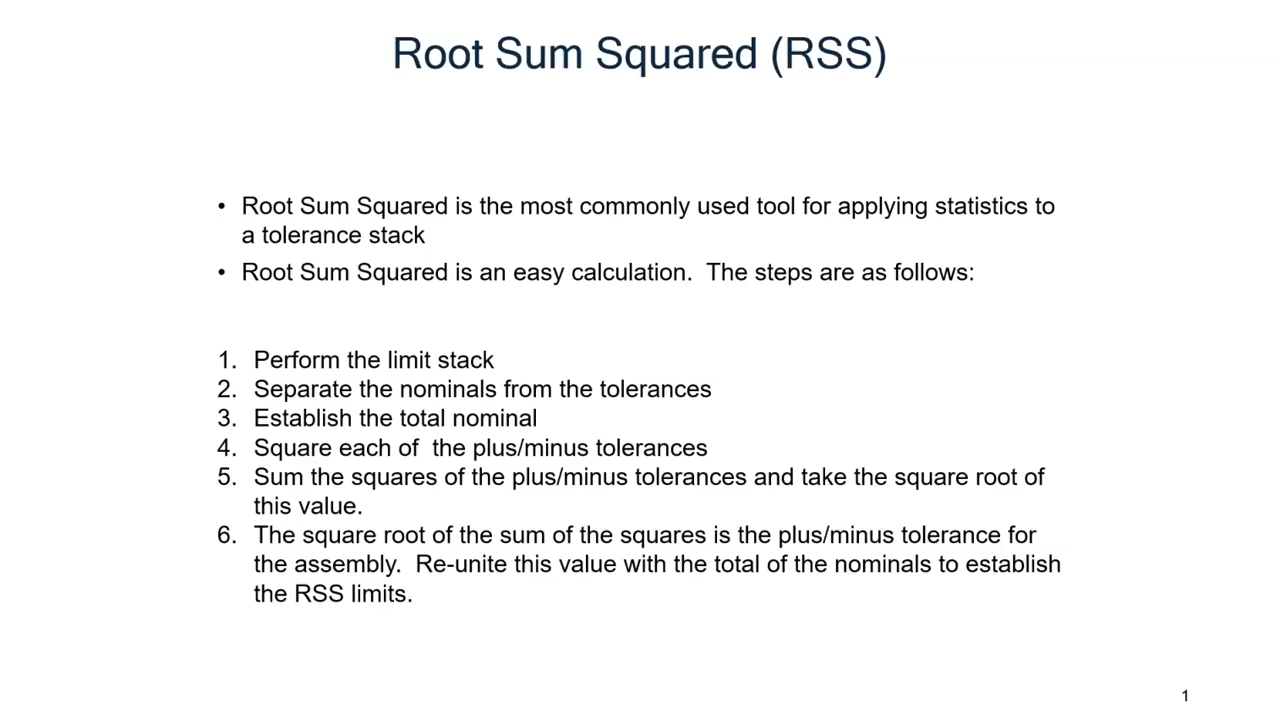 Root Sum Squared (RSS)
• Root Sum Squared is the most commonly used tool for applying statistics to
a tolerance stack
• Root Sum Squared is an easy calculation.  The steps are as follows:
1. Perform the limit stack
2. Separate the nominals from the tolerances
3. Establish the total nominal
4. Square each of  the plus/minus tolerances
5. Sum the squares of the plus/minus tolerances and take the square root of
this value.
6. The square root of the sum of the squares is the plus/minus tolerance for
the assembly.  Re-unite this value with the total of the nominals to establish
the RSS limits.
1